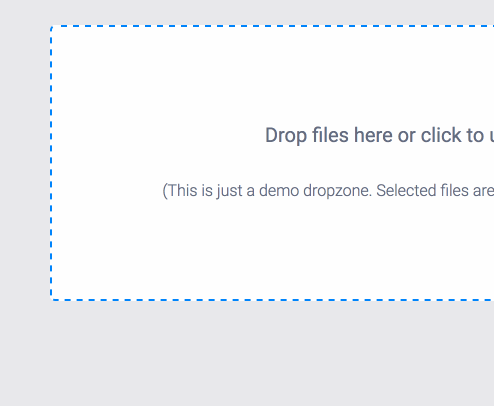 Drop files here or click to
(This is just a demo dropzone. Selected files are